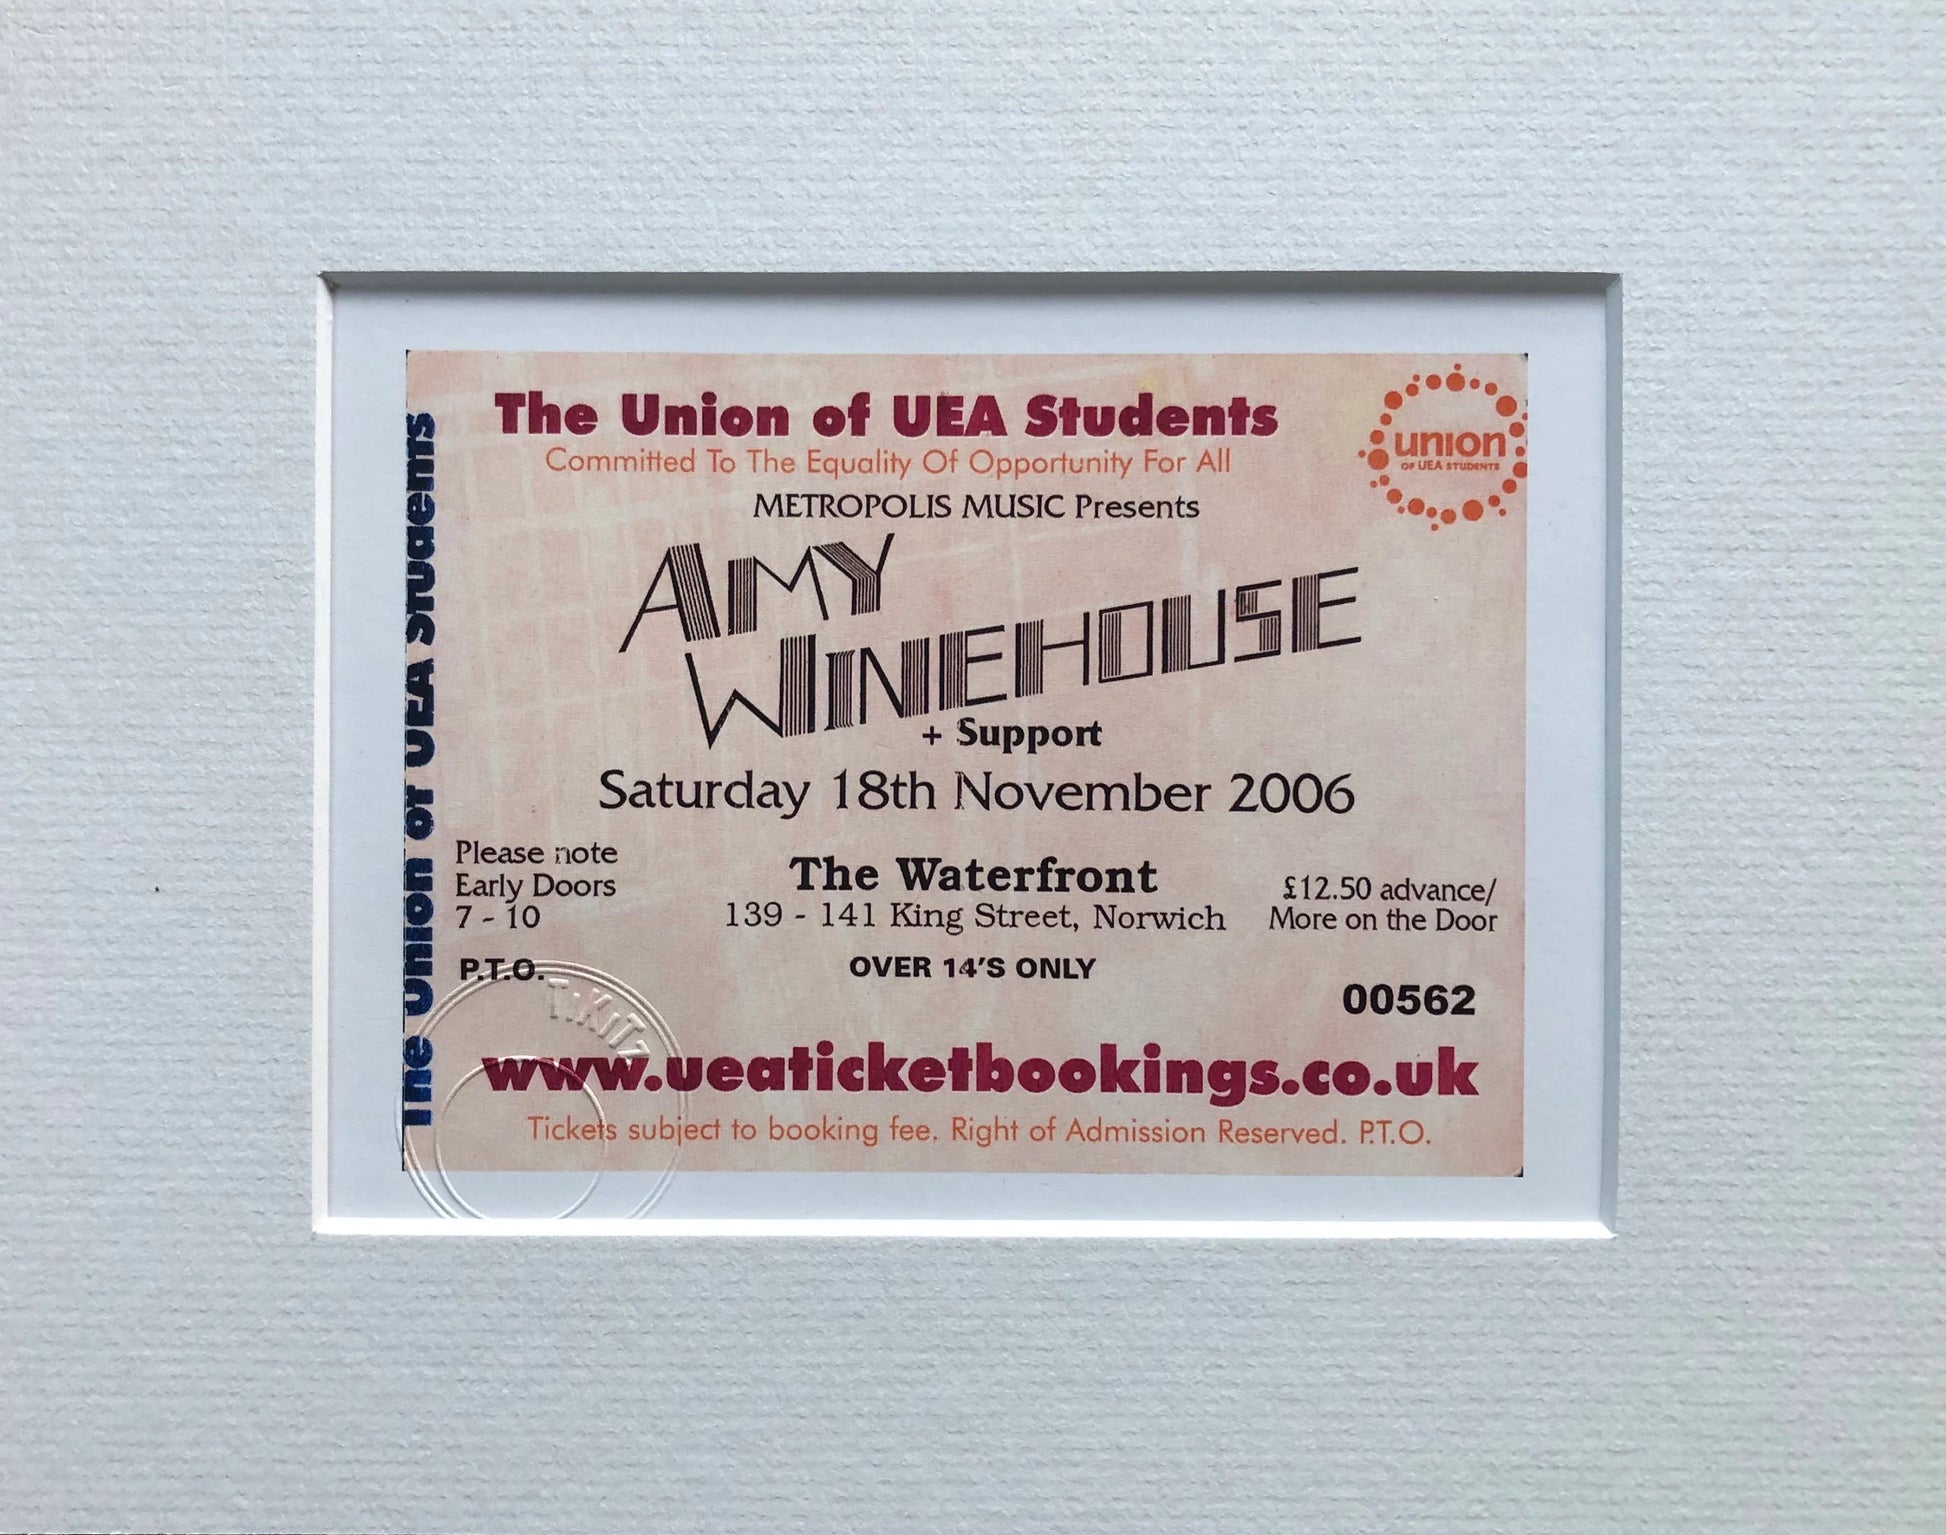 The Union of UEA Students
Committed To The Equality Of Opportunity For All
union
OF UEA STUDENTS
METROPOLIS MUSIC Presents
AMY
WINEHOUSE
+ Support
Saturday 18th November 2006
Please note
Early Doors
7 - 10
The Waterfront
139 - 141 King Street, Norwich
£12.50 advance/
More on the Door
P.T.O.
OVER 14'S ONLY
00562
TiKiTz
www.ueaticketbookings.co.uk
Tickets subject to booking fee. Right of Admission Reserved. P.T.O.
The Union of UEA Students